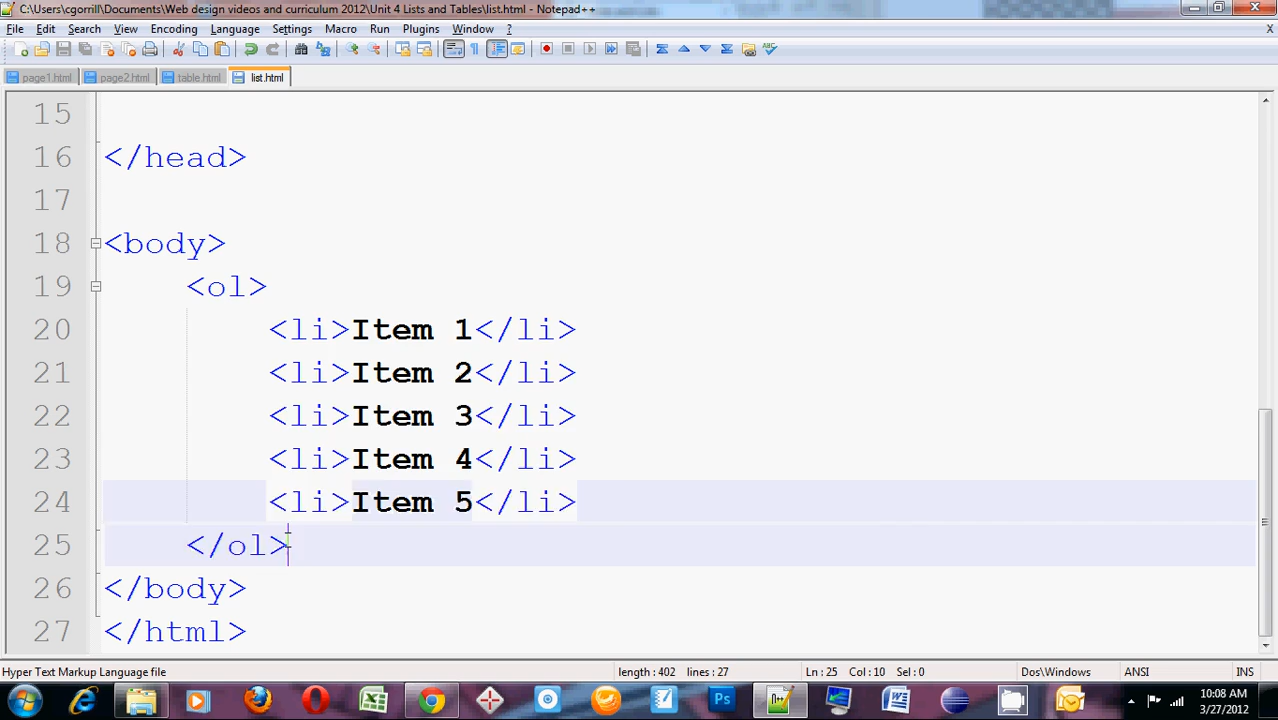 C:\Users\cgorrill\Documents\Web design videos and curriculum 2012\Unit 4 Lists and Tables\list.html - Notepad++
File Edit Search View Encoding Language Settings Macro Run Plugins Window ? X
page1.html page2.html table.html list.html
15
16 </head>
17
18 <body>
19 <ol>
20 <li>Item 1</li>
21 <li>Item 2</li>
22 <li>Item 3</li>
23 <li>Item 4</li>
24 <li>Item 5</li>
25 </ol>
26 </body>
27 </html>
Hyper Text Markup Language file length : 402 lines : 27 Ln : 25 Col : 10 Sel : 0 Dos\Windows ANSI INS
Ps W 10:08 AM
3/27/2012